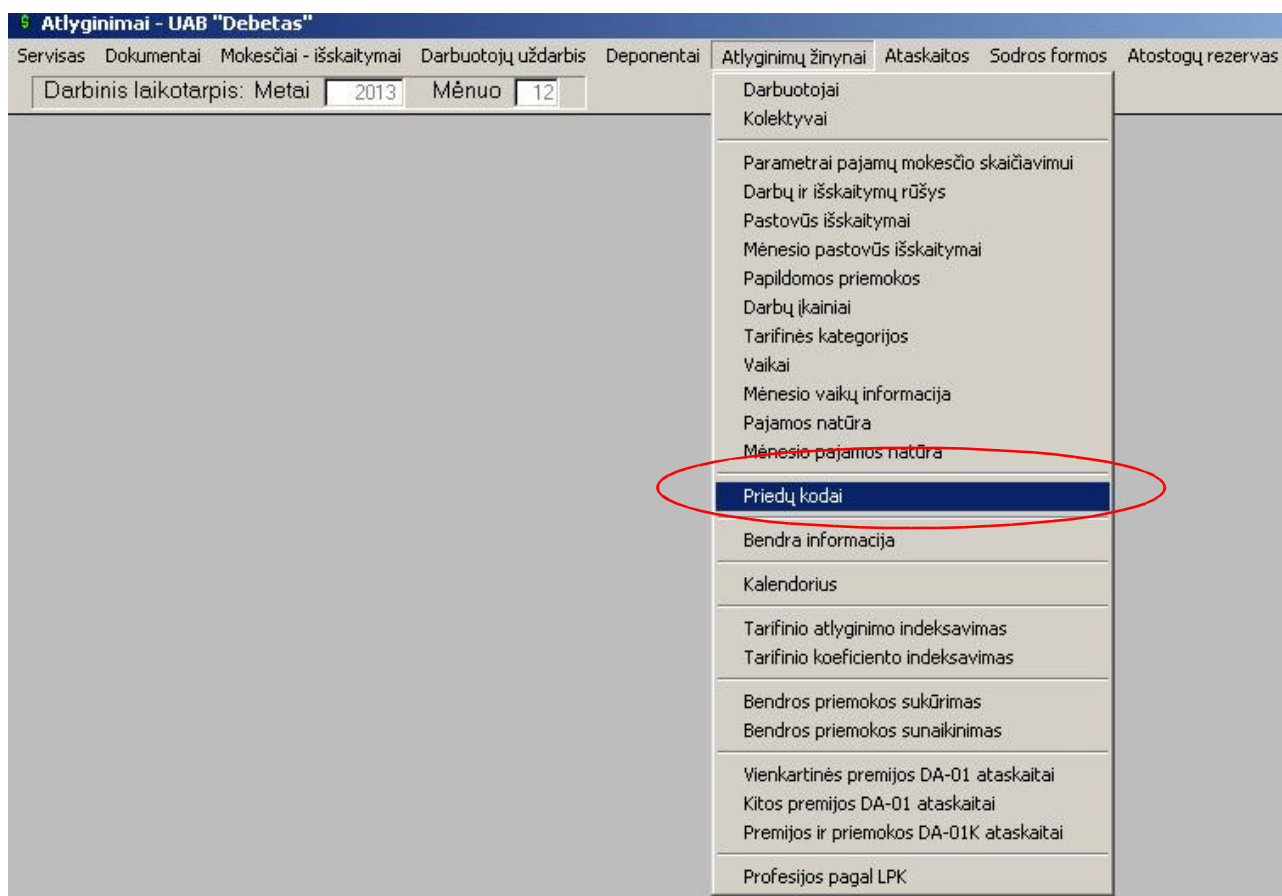 Atlyginimai - UAB "Debetas"
Servisas Dokumentai Mokesčiai - išskaitymai Darbuotojų uždarbis Deponentai Atlyginimų žinynai Ataskaitos Sodros formos Atostogų rezervas
Darbinis laikotarpis: Metai 2013 Mėnuo 12
Darbuotojai
Kolektyvai
Parametrai pajamų mokesčio skaičiavimui
Darbų ir išskaitymų rūšys
Pastovūs išskaitymai
Mėnesio pastovūs išskaitymai
Papildomos priemokos
Darbų įkainiai
Tarifinės kategorijos
Vaikai
Mėnesio vaikų informacija
Pajamos natūra
Mėnesio pajamos natūra
Priedų kodai
Bendra informacija
Kalendorius
Tarifinio atlyginimo indeksavimas
Tarifinio koeficiento indeksavimas
Bendros priemokos sukūrimas
Bendros priemokos sunaikinimas
Vienkartinės premijos DA-01 ataskaitai
Kitos premijos DA-01 ataskaitai
Premijos ir priemokos DA-01K ataskaitai
Profesijos pagal LPK